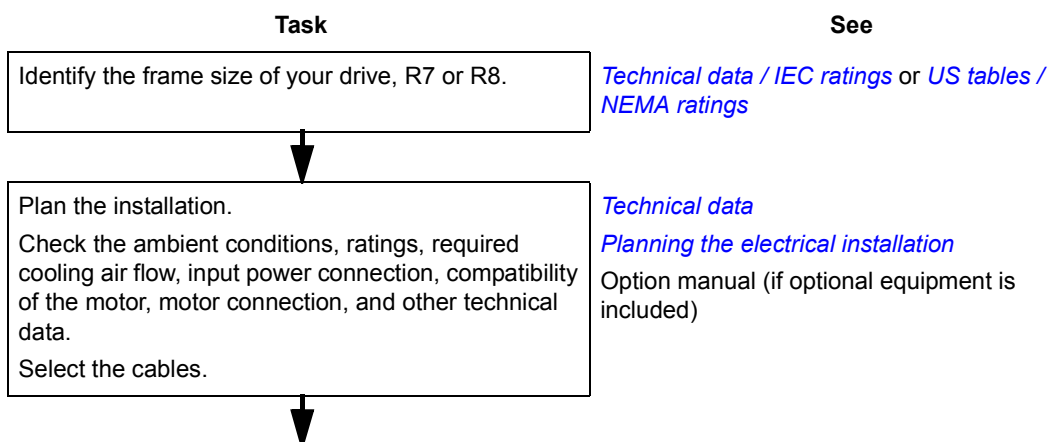 Task
See
Identify the frame size of your drive, R7 or R8.
Technical data / IEC ratings or US tables /
NEMA ratings
Plan the installation.
Check the ambient conditions, ratings, required
cooling air flow, input power connection, compatibility
of the motor, motor connection, and other technical
data.
Select the cables.
Technical data
Planning the electrical installation
Option manual (if optional equipment is
included)